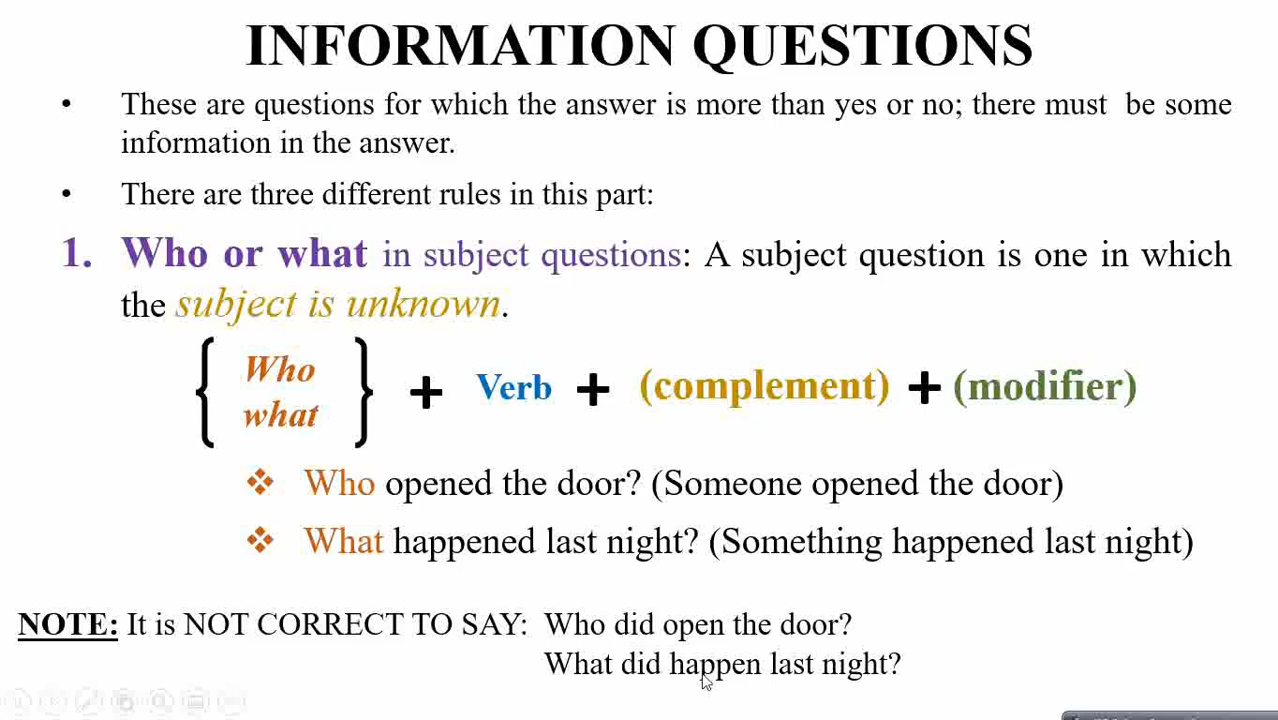 INFORMATION QUESTIONS
• These are questions for which the answer is more than yes or no; there must be some
information in the answer.
• There are three different rules in this part:
1. Who or what in subject questions: A subject question is one in which
the subject is unknown.
{ Who
what } + Verb + (complement) + (modifier)
❖ Who opened the door? (Someone opened the door)
❖ What happened last night? (Something happened last night)
NOTE: It is NOT CORRECT TO SAY: Who did open the door?
What did happen last night?